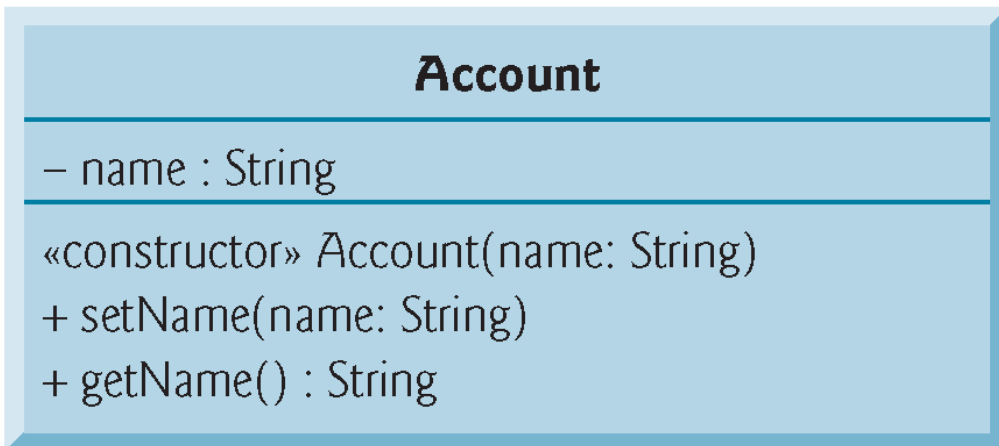 Account
– name : String
«constructor» Account(name: String)
+ setName(name: String)
+ getName() : String